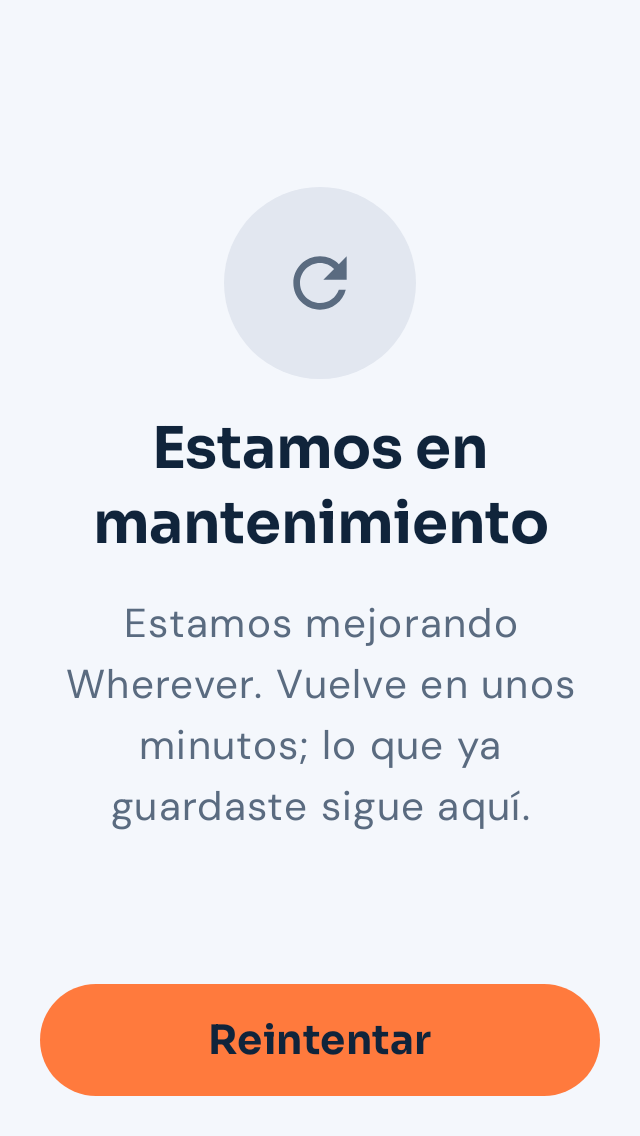 Estamos en
mantenimiento
Estamos mejorando
Wherever. Vuelve en unos
minutos; lo que ya
guardaste sigue aquí.
Reintentar